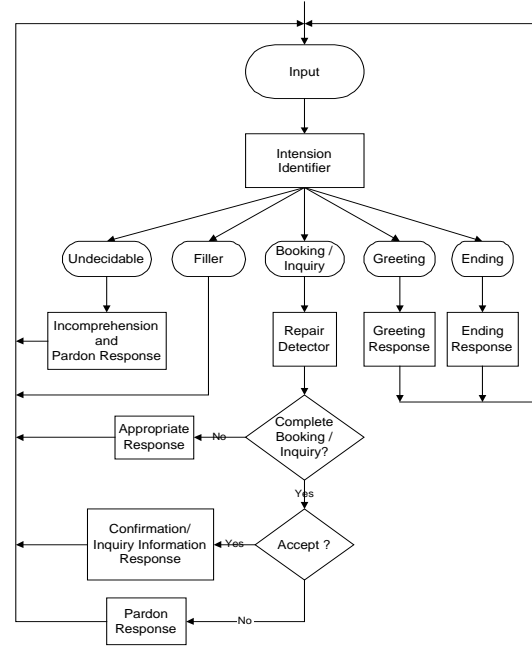 Input
Intension
Identifier
Undecidable
Filler
Booking /
Inquiry
Greeting
Ending
Incomprehension
and
Pardon Response
Repair
Detector
Greeting
Response
Ending
Response
Complete
Booking /
Inquiry?
No
Appropriate
Response
Yes
Accept ?
Yes
Confirmation/
Inquiry Information
Response
No
Pardon
Response